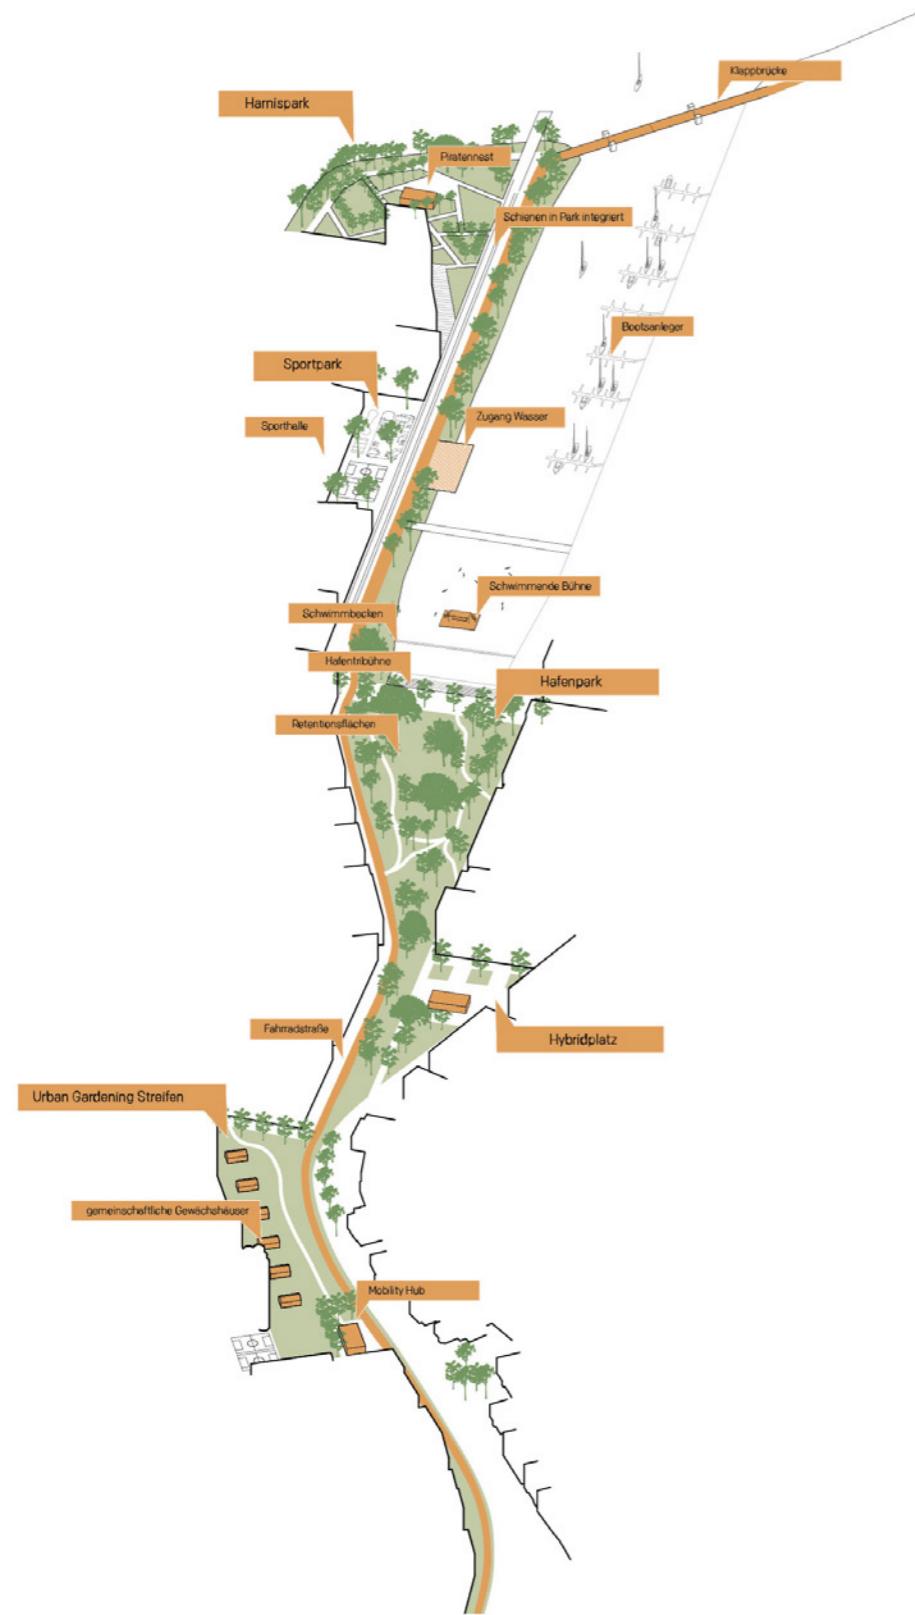 Klappbrücke
Harnispark
Piratennest
Schienen in Park integriert
Bootsanleger
Sportpark
Zugang Wasser
Sporthalle
Schwimmende Bühne
Schwimmbecken
Hafentribühne
Hafenpark
Retentionsflächen
Fahrradstraße
Hybridplatz
Urban Gardening Streifen
gemeinschaftliche Gewächshäuser
Mobility Hub